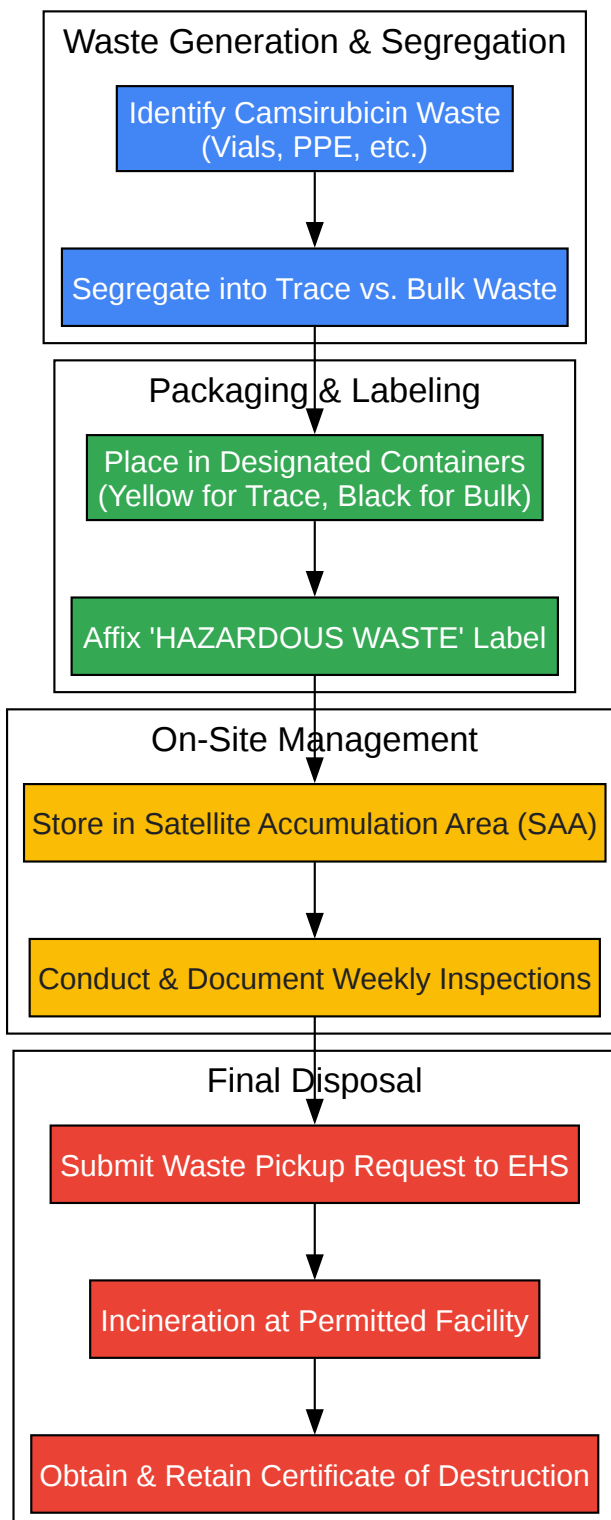 Waste Generation & Segregation
Identify Camsirubicin Waste
(Vials, PPE, etc.)
Segregate into Trace vs. Bulk Waste
Packaging & Labeling
Place in Designated Containers
(Yellow for Trace, Black for Bulk)
Affix 'HAZARDOUS WASTE' Label
On-Site Management
Store in Satellite Accumulation Area (SAA)
Conduct & Document Weekly Inspections
Final Disposal
Submit Waste Pickup Request to EHS
Incineration at Permitted Facility
Obtain & Retain Certificate of Destruction